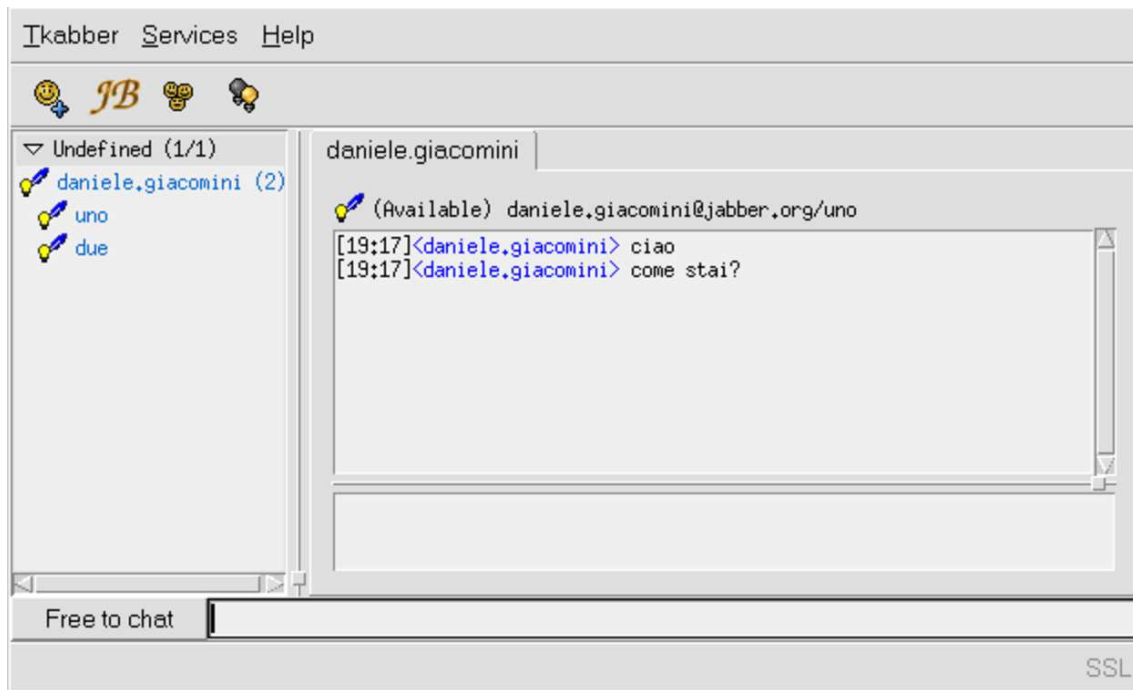 Tkabber Services Help
JB
▽ Undefined (1/1)
daniele.giacomini (2)
uno
due
daniele.giacomini
(Available) daniele.giacomini@jabber.org/uno
[19:17]<daniele.giacomini> ciao
[19:17]<daniele.giacomini> come stai?
Free to chat
SSL